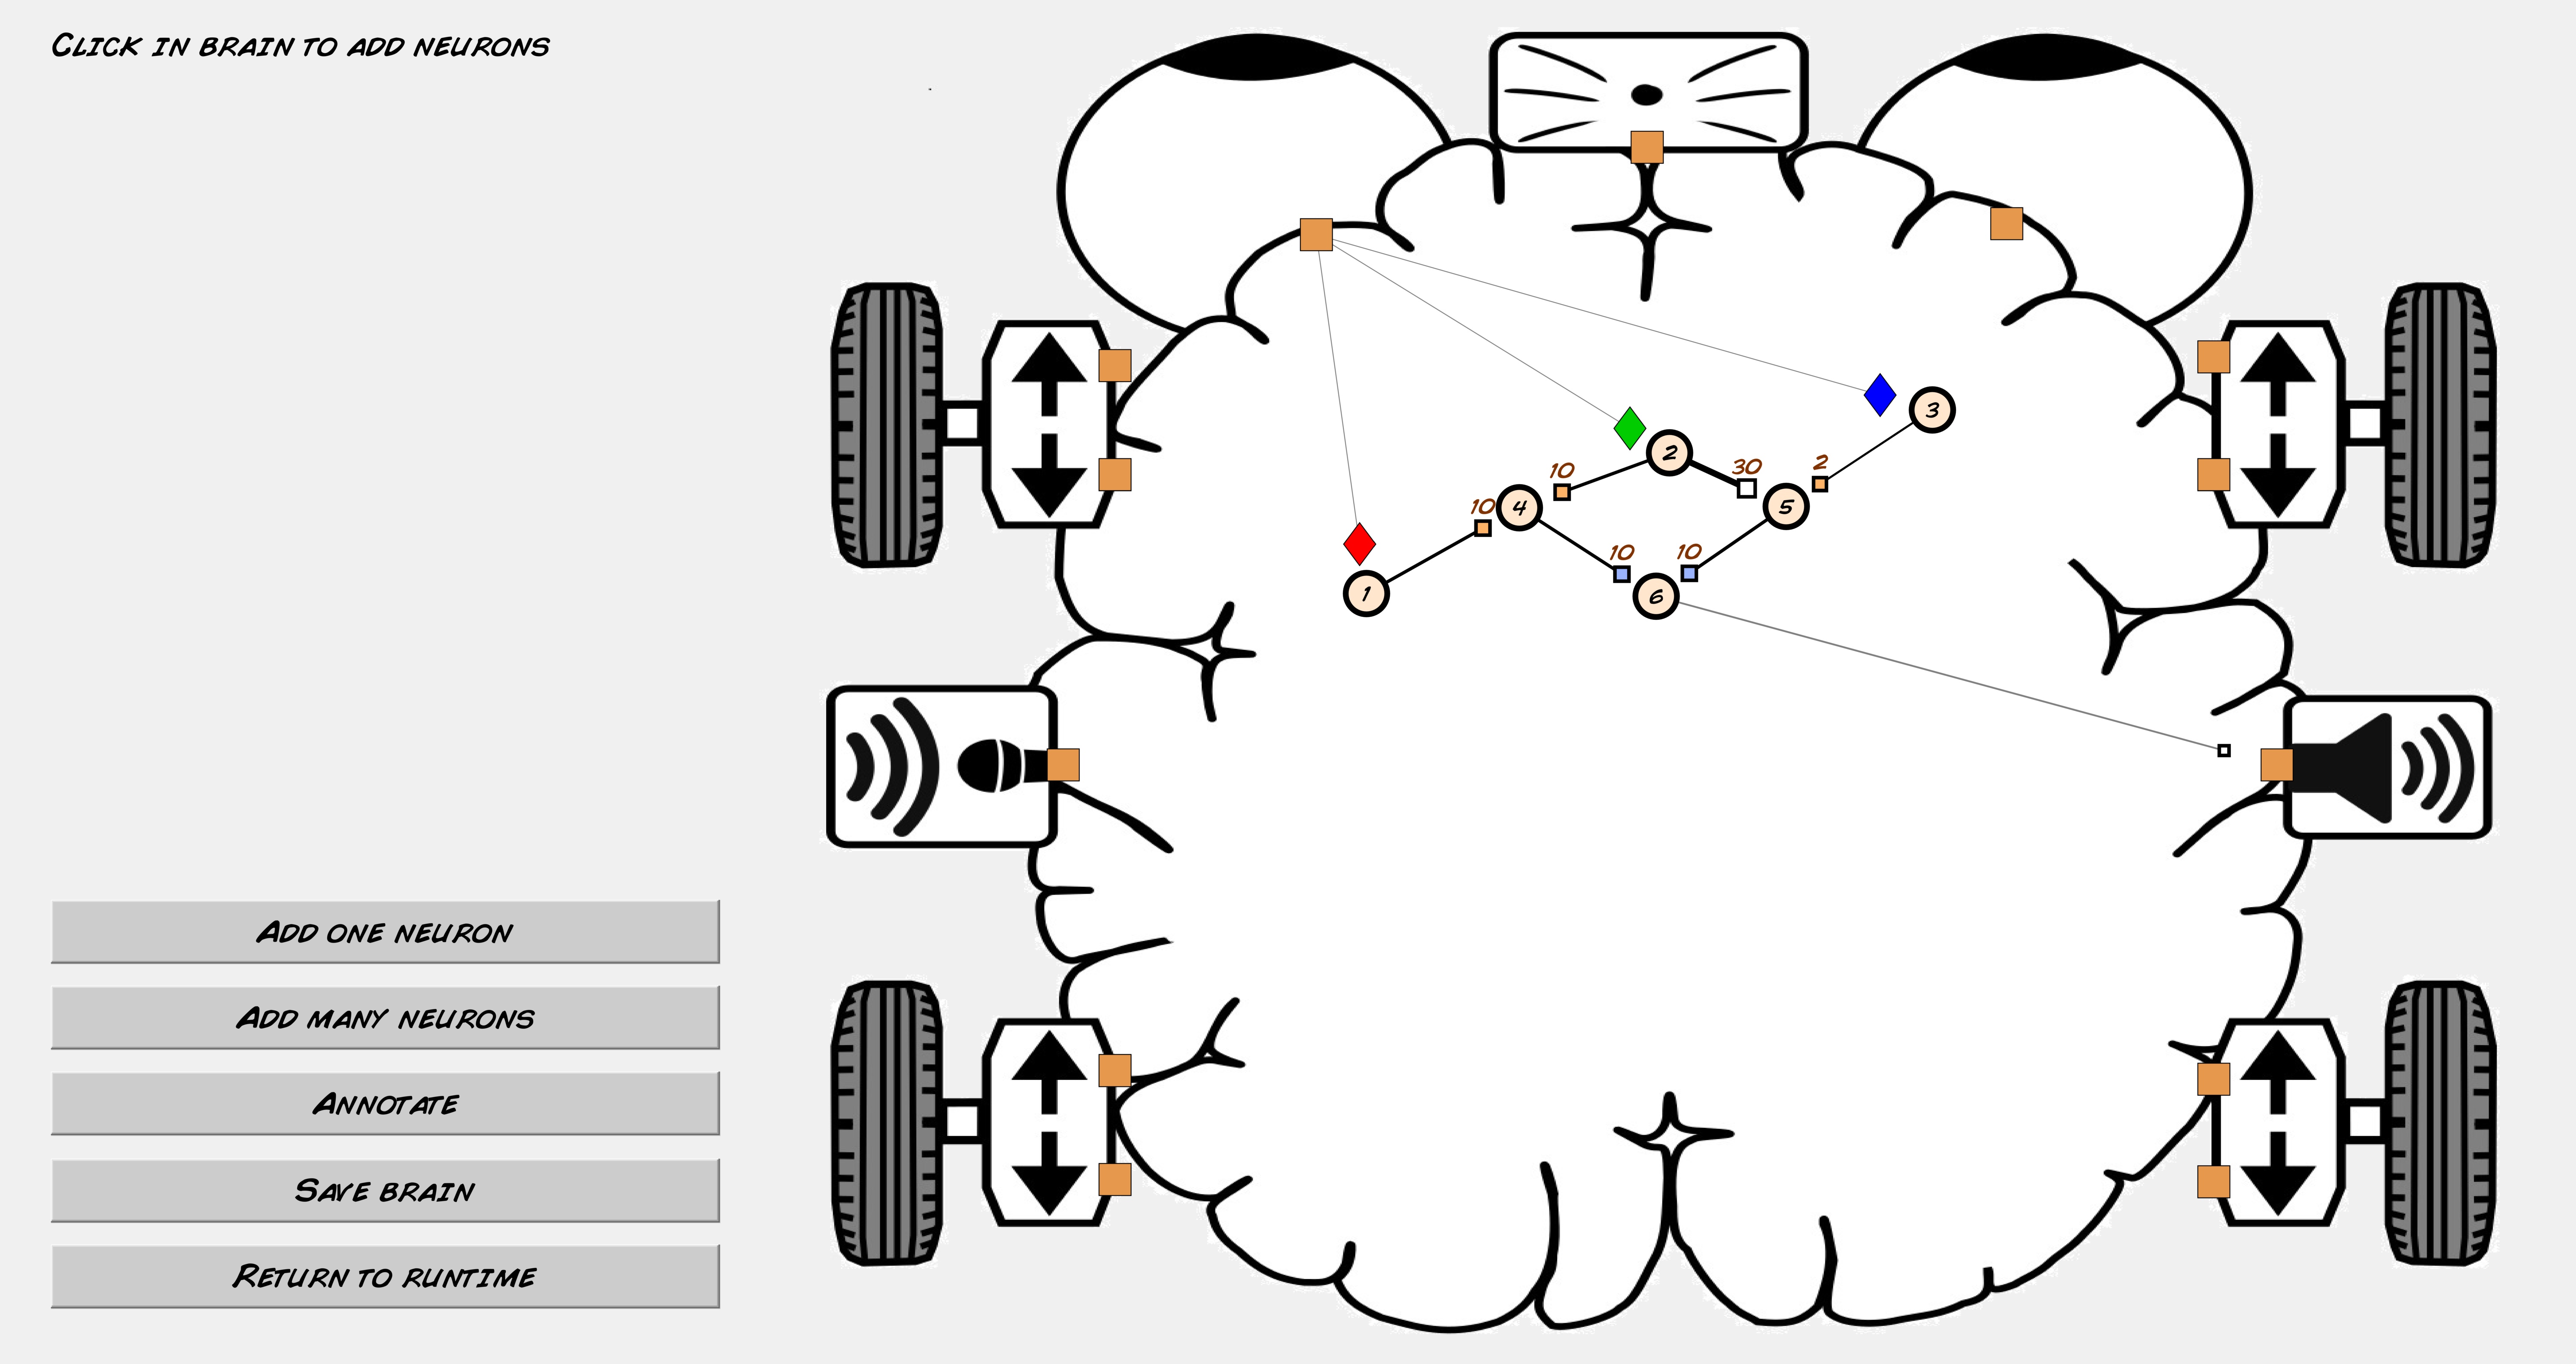 Click in brain to add neurons
3
2
10
30
2
10
4
5
10
10
1
6
Add one neuron
Add many neurons
Annotate
Save brain
Return to runtime